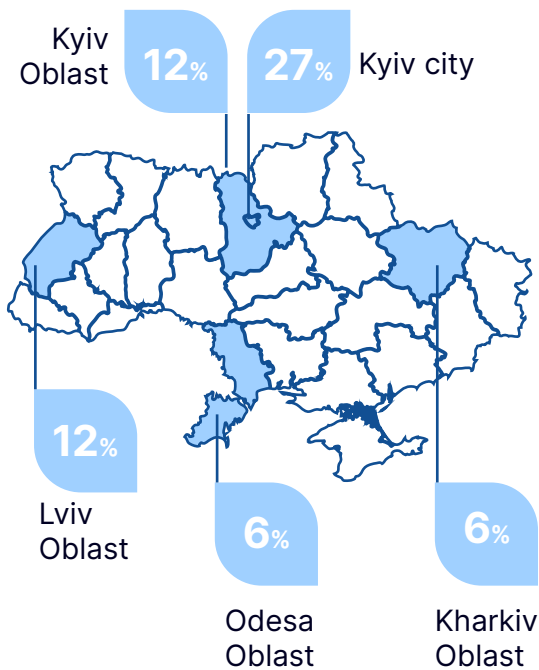 Kyiv
Oblast
12%
27%
Kyiv city
12%
Lviv
Oblast
6%
Odesa
Oblast
6%
Kharkiv
Oblast